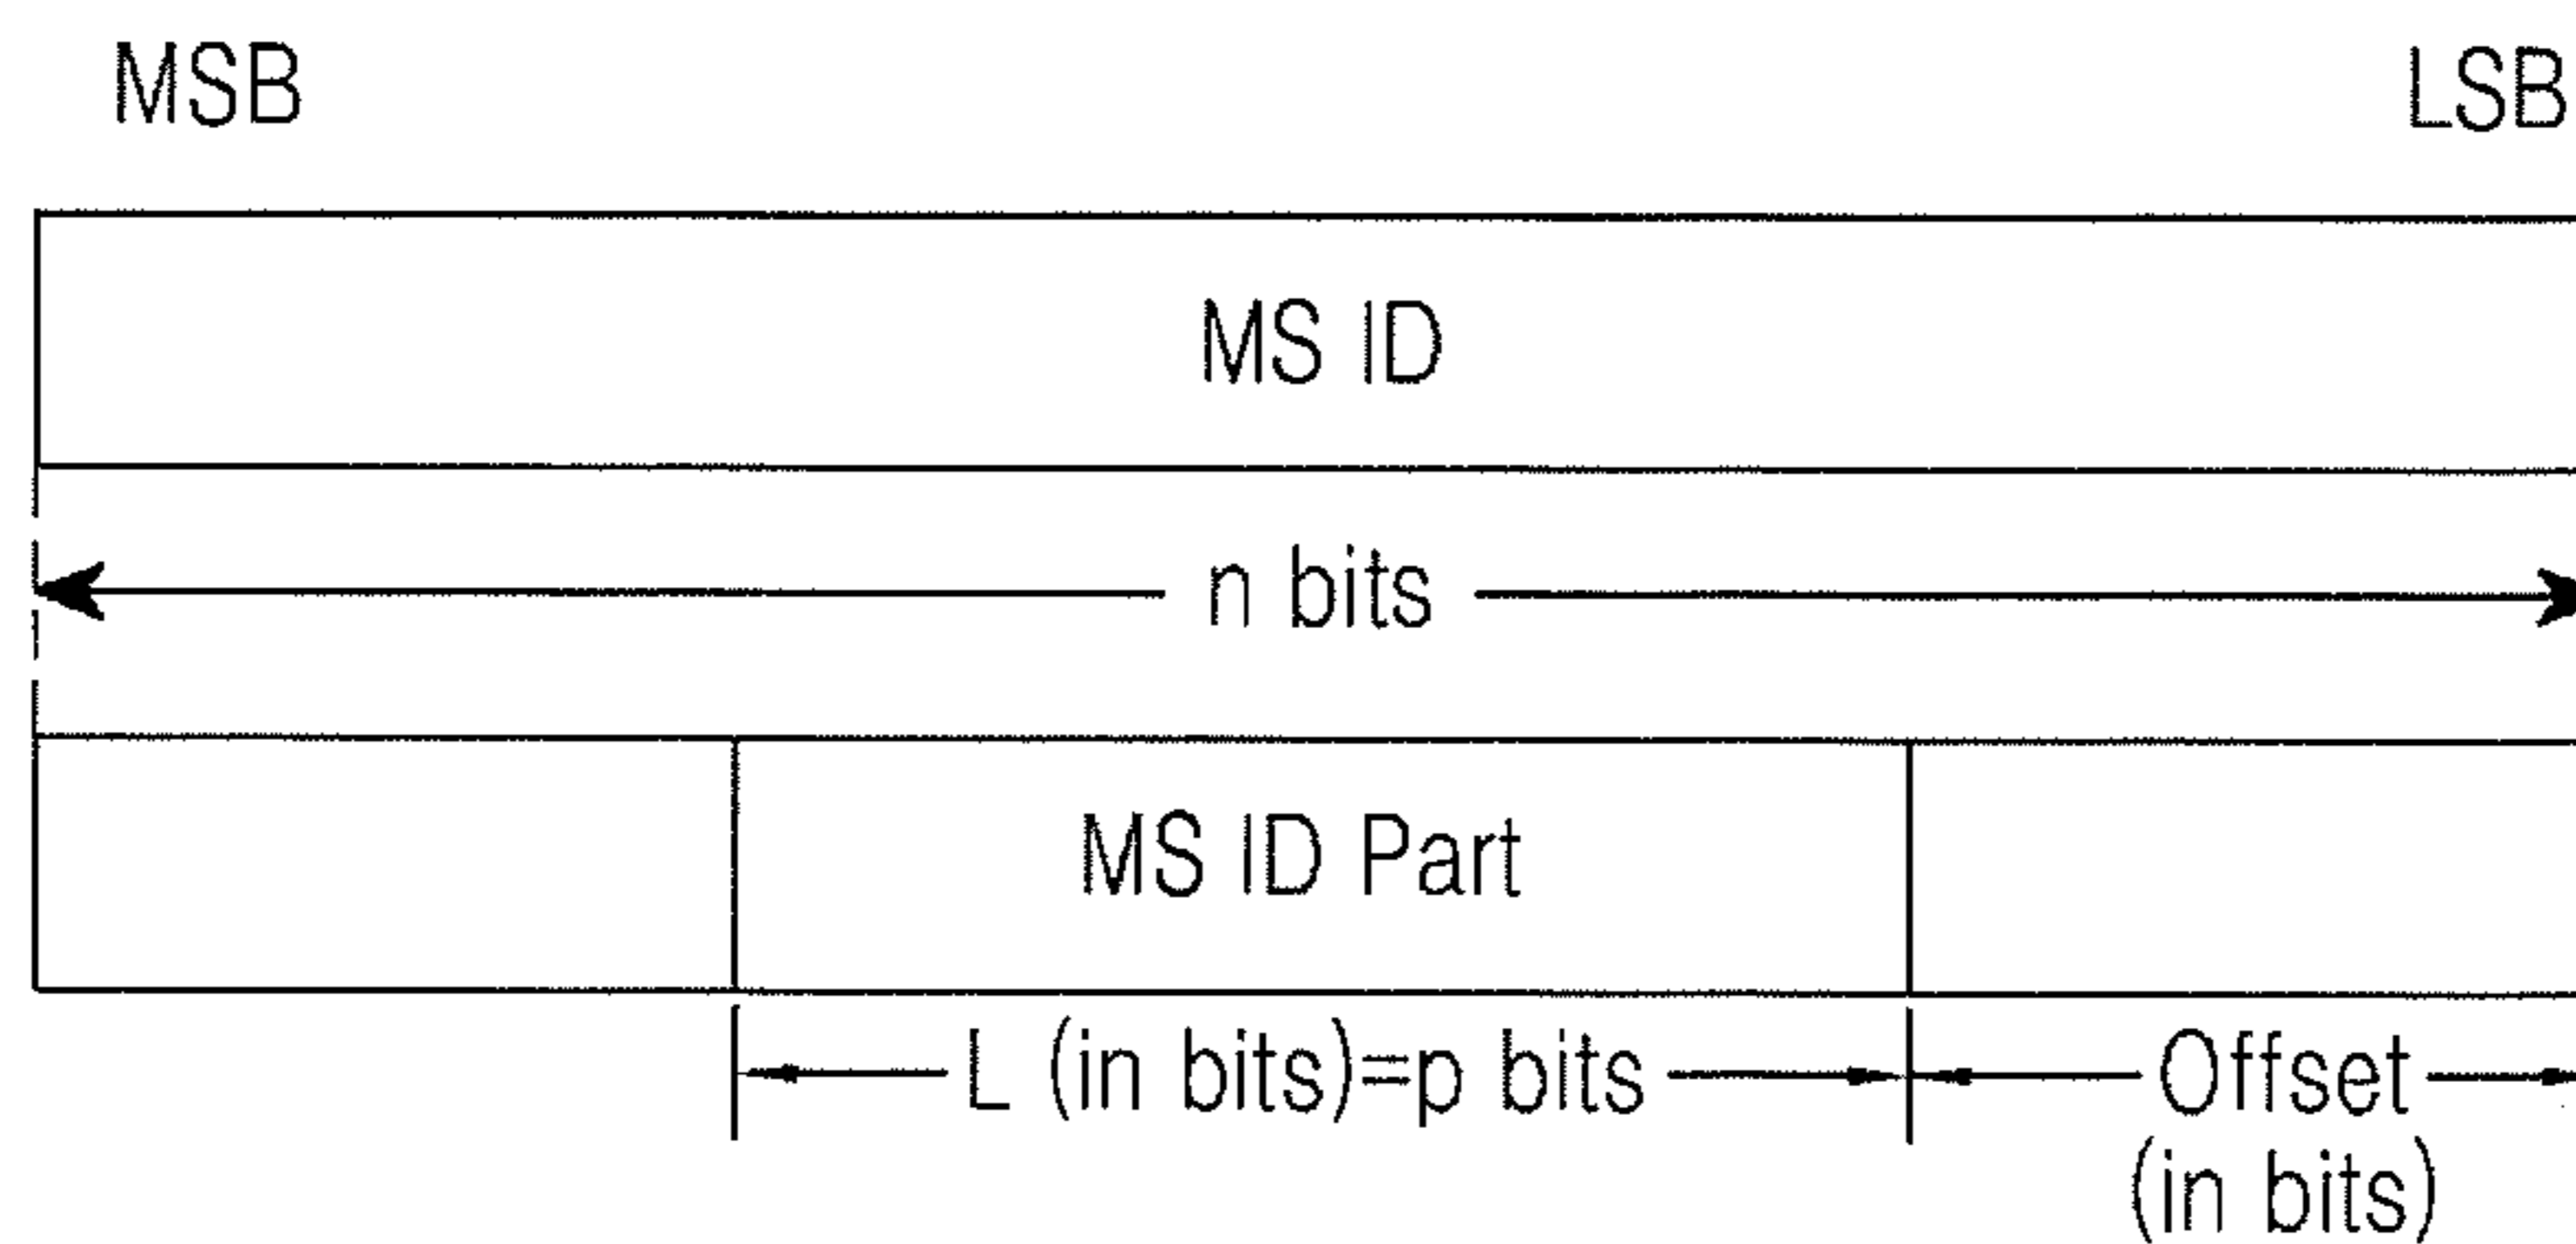 MSB LSB
MS ID
n bits
MS ID Part
L (in bits)=p bits Offset
(in bits)